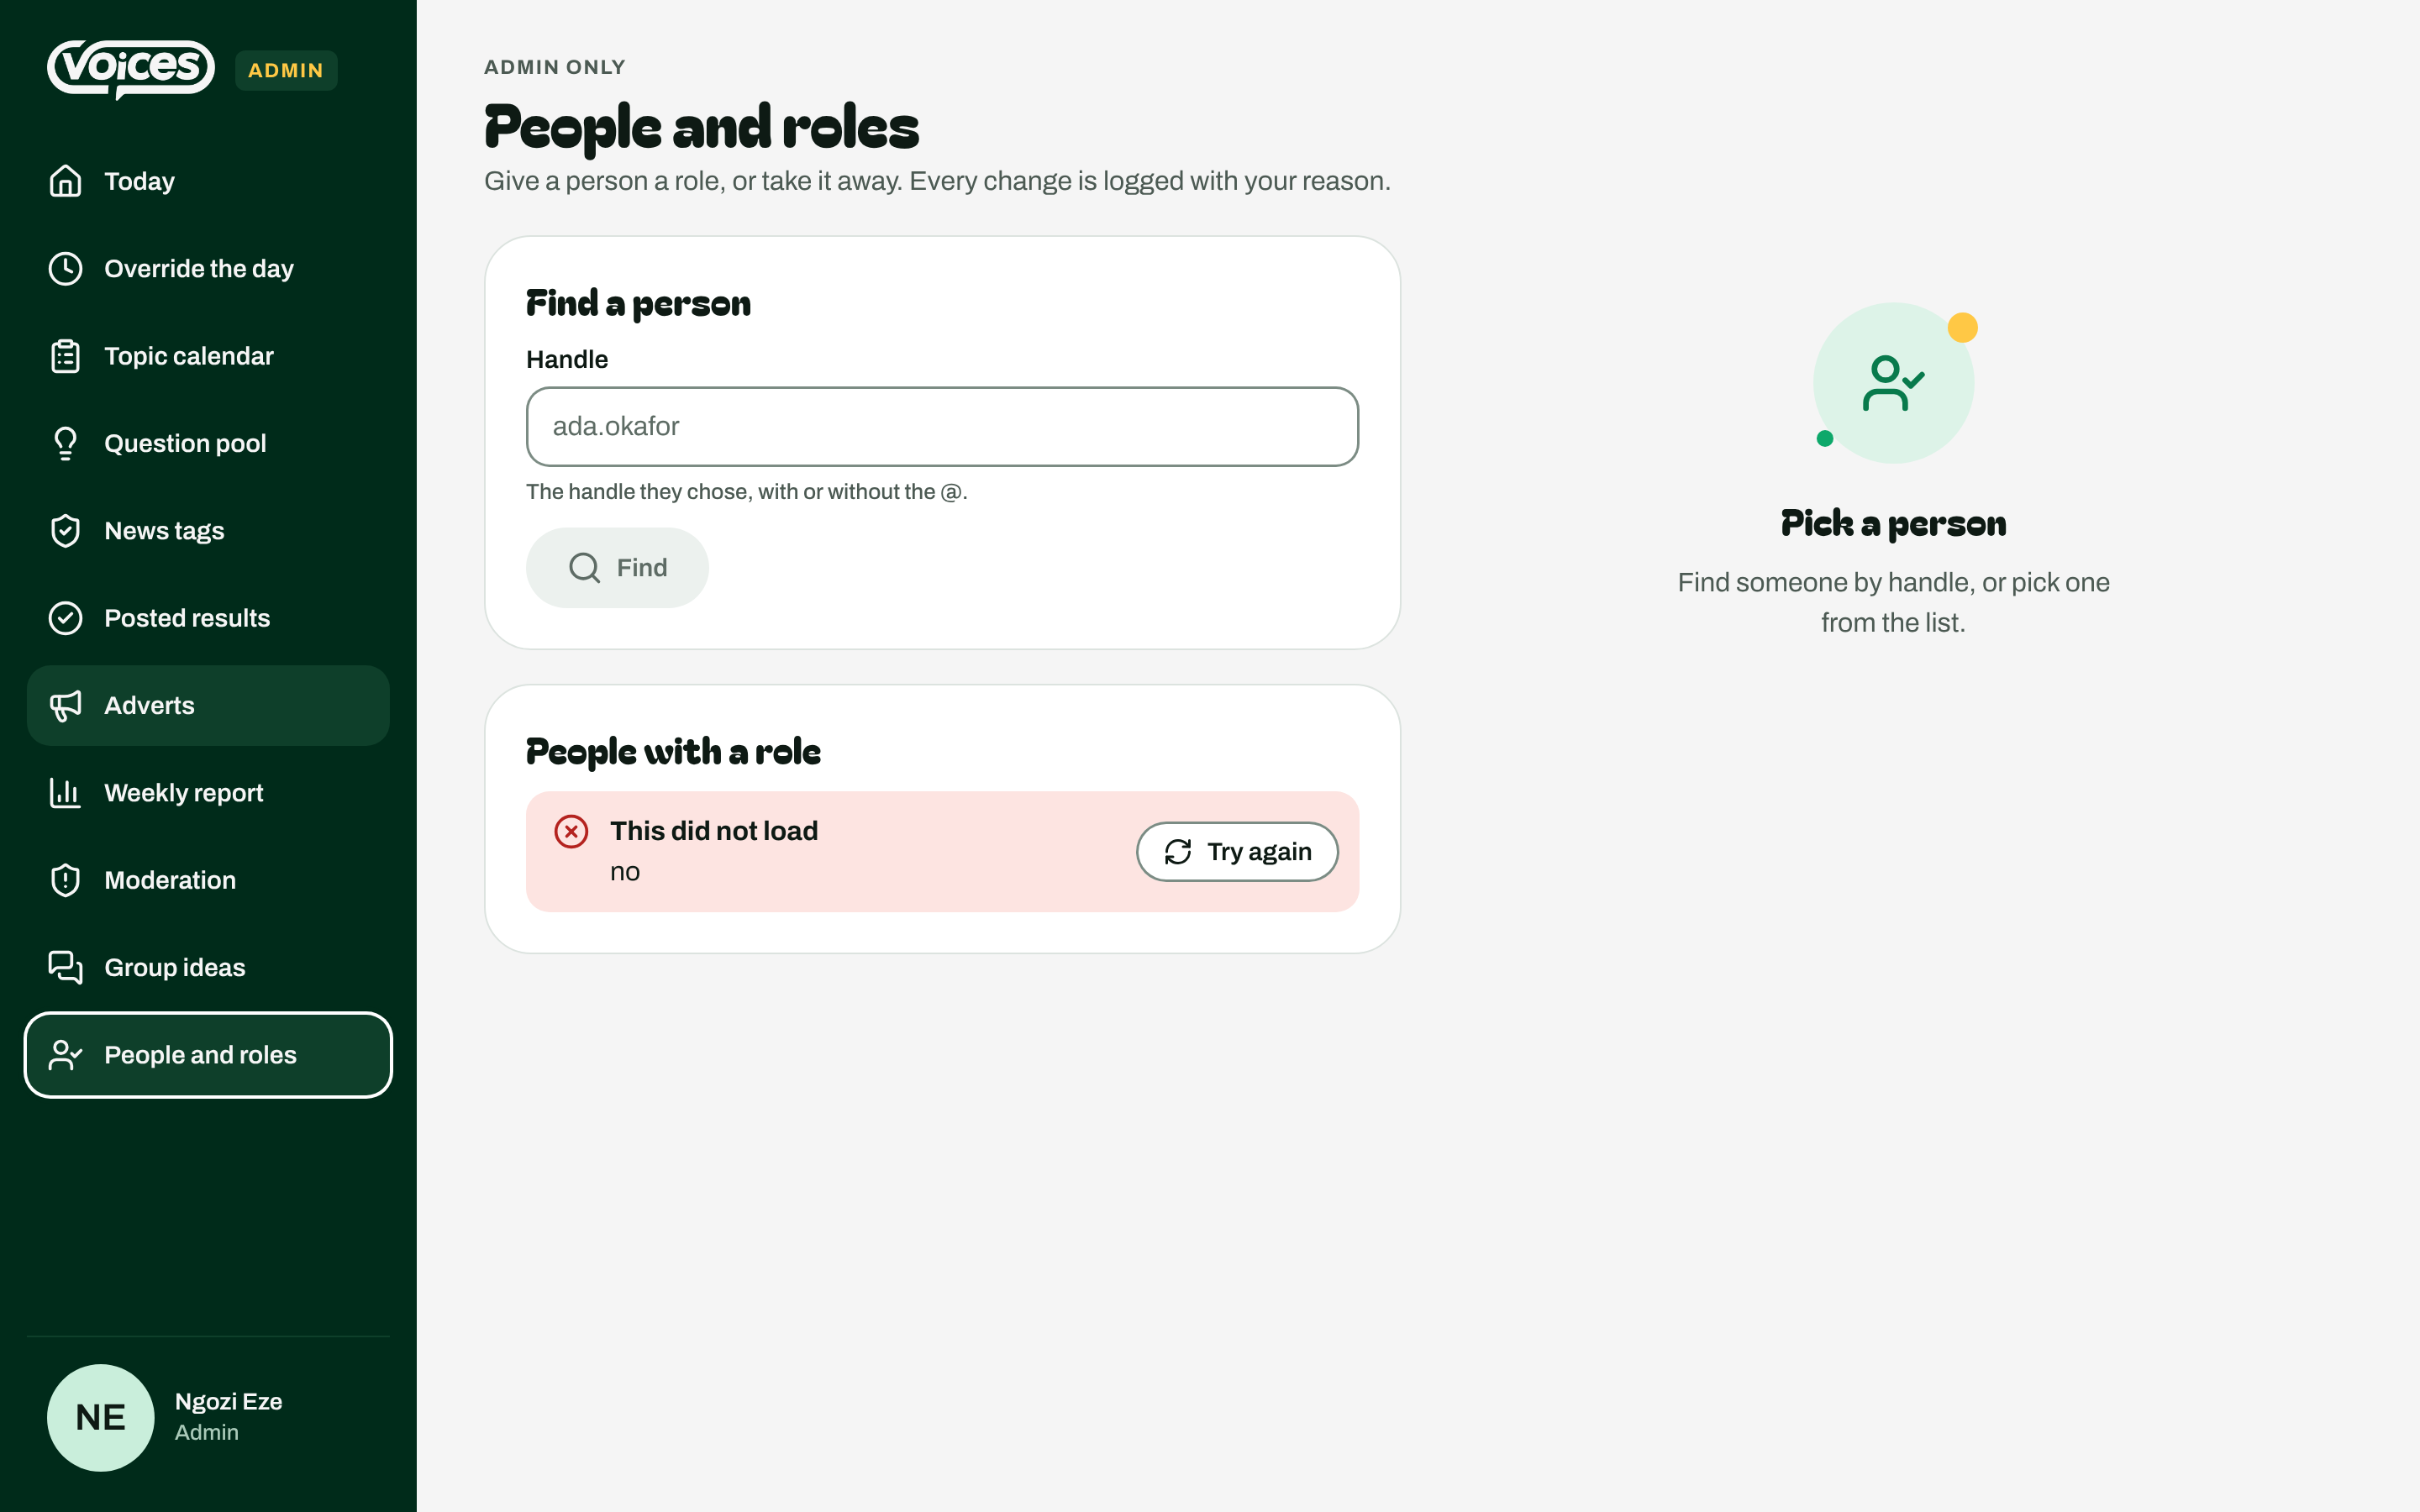 voices
ADMIN
Today
Override the day
Topic calendar
Question pool
News tags
Posted results
Adverts
Weekly report
Moderation
Group ideas
People and roles
NE
Ngozi Eze
Admin
ADMIN ONLY
People and roles
Give a person a role, or take it away. Every change is logged with your reason.
Find a person
Handle
ada.okafor
The handle they chose, with or without the @.
Find
People with a role
This did not load
no
Try again
Pick a person
Find someone by handle, or pick one
from the list.